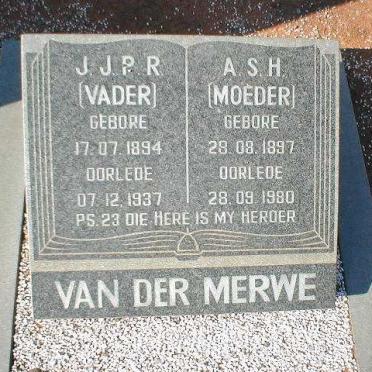 J.J.P.R.
(VADER)
GEBORE
17.07.1894
OORLEDE
07.12.1937
A.S.H.
(MOEDER)
GEBORE
28.08.1897
OORLEDE
28.09.1980
PS.23 DIE HERE IS MY HERDER
VAN DER MERWE